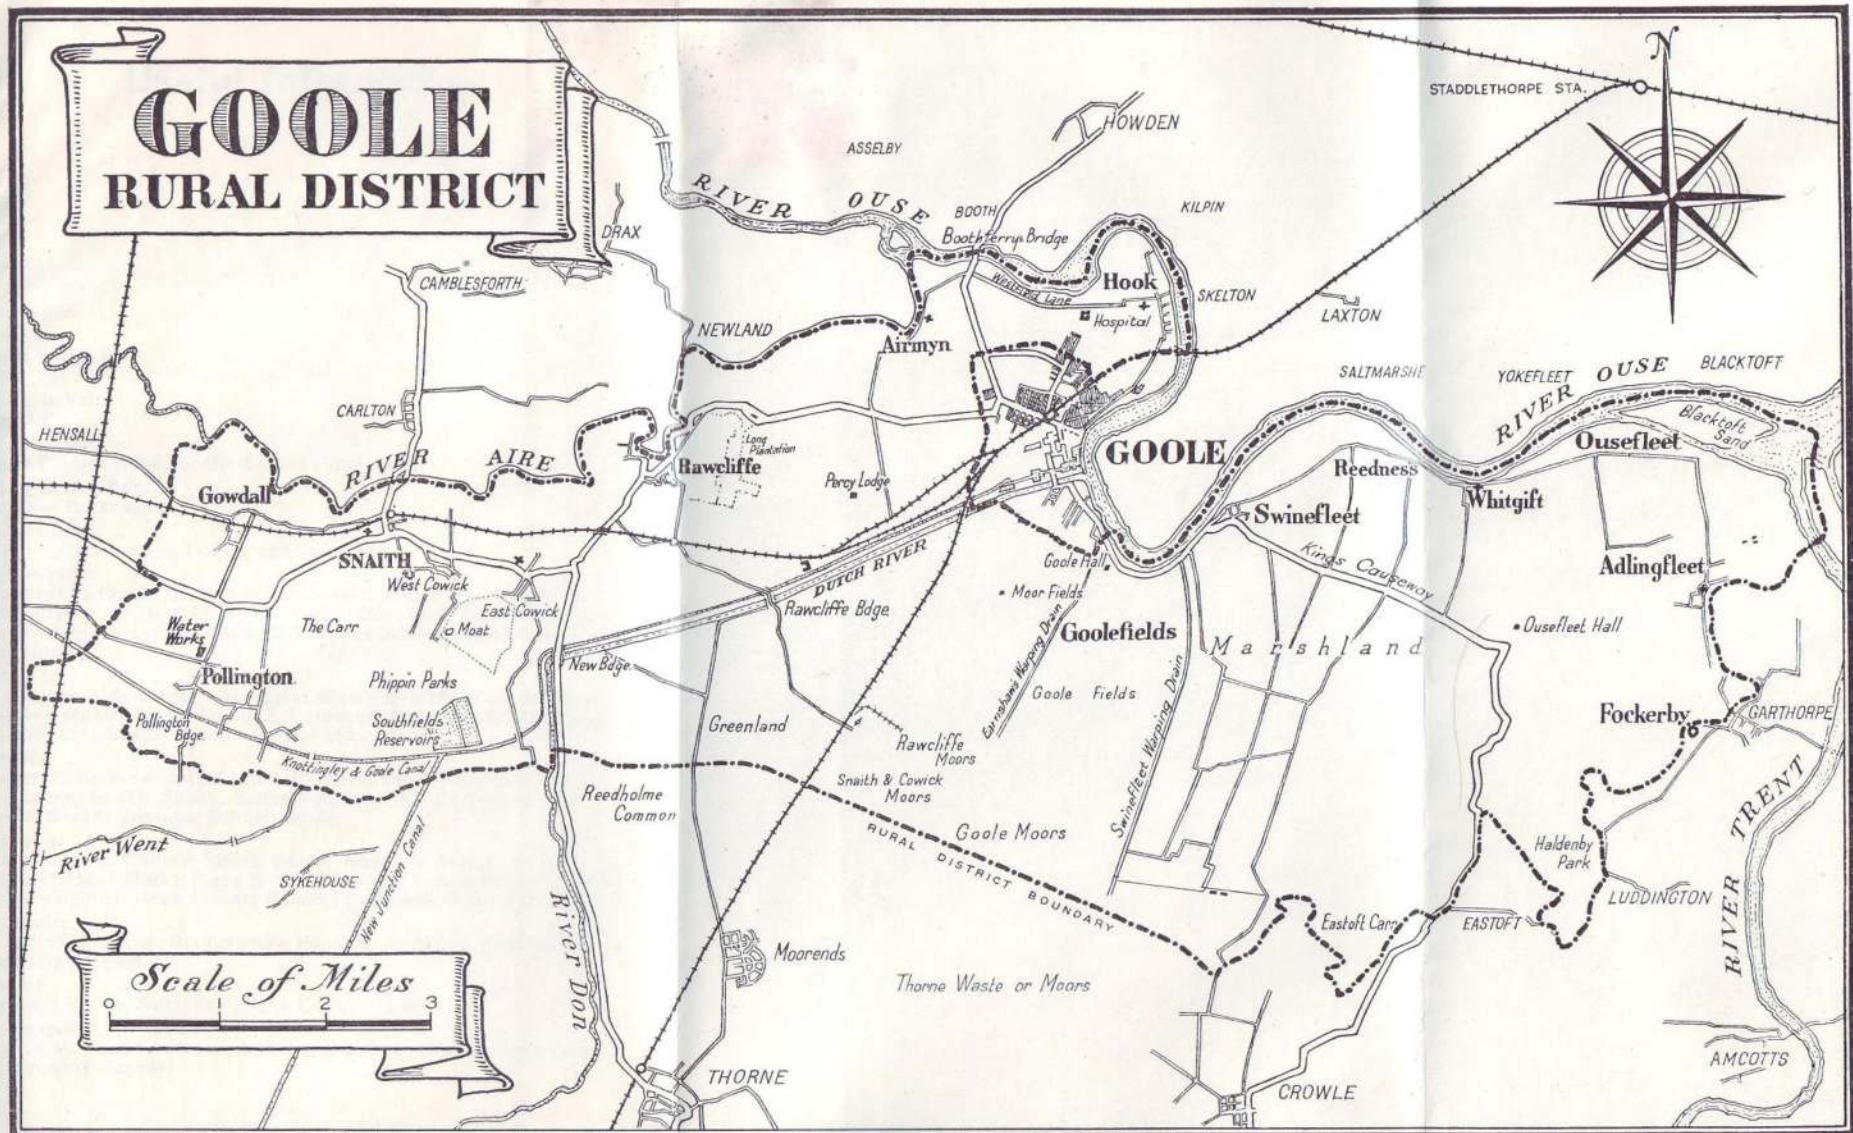 GOOLE
RURAL DISTRICT
N
STADDLETHORPE STA.
HOWDEN
ASSELBY
RIVER OUSE
BOOTH
KILPIN
Boothferry Bridge
DRAX
CAMBLESFORTH
Hook
Westfield Lane
SKELTON
Hospital
LAXTON
NEWLAND
Airmyn
SALTMARSHE
YOKEFLEET
RIVER OUSE
BLACKTOFT
Blacktoft
Sand
CARLTON
HENSALL
RIVER AIRE
Long
Plantation
Rawcliffe
Percy Lodge
GOOLE
Reedness
Ousefleet
Whitgift
Gowdall
Swinefleet
SNAITH
West Cowick
DUTCH RIVER
Goole Hall
Kings Causeway
Adlingfleet
East Cowick
Moat
Rawcliffe Bdge.
Moor Fields
Earnshaw's Warping Drain
Goolefields
Marshland
Ousefleet Hall
Water
Works
The Carr
New Bdge.
Pollington
Phippin Parks
Goole Fields
Swinefleet Warping Drain
Pollington
Bdge.
Southfields
Reservoirs
Greenland
Rawcliffe
Moors
Fockerby
GARTHORPE
Knottingley & Goole Canal
Snaith & Cowick
Moors
Reedholme
Common
Goole Moors
RURAL DISTRICT BOUNDARY
Haldenby
Park
RIVER TRENT
River Went
SYKEHOUSE
New Junction Canal
LUDDINGTON
Eastoft Carr
EASTOFT
River Don
Moorends
Thorne Waste or Moors
Scale of Miles
0 1 2 3
THORNE
CROWLE
AMCOTTS